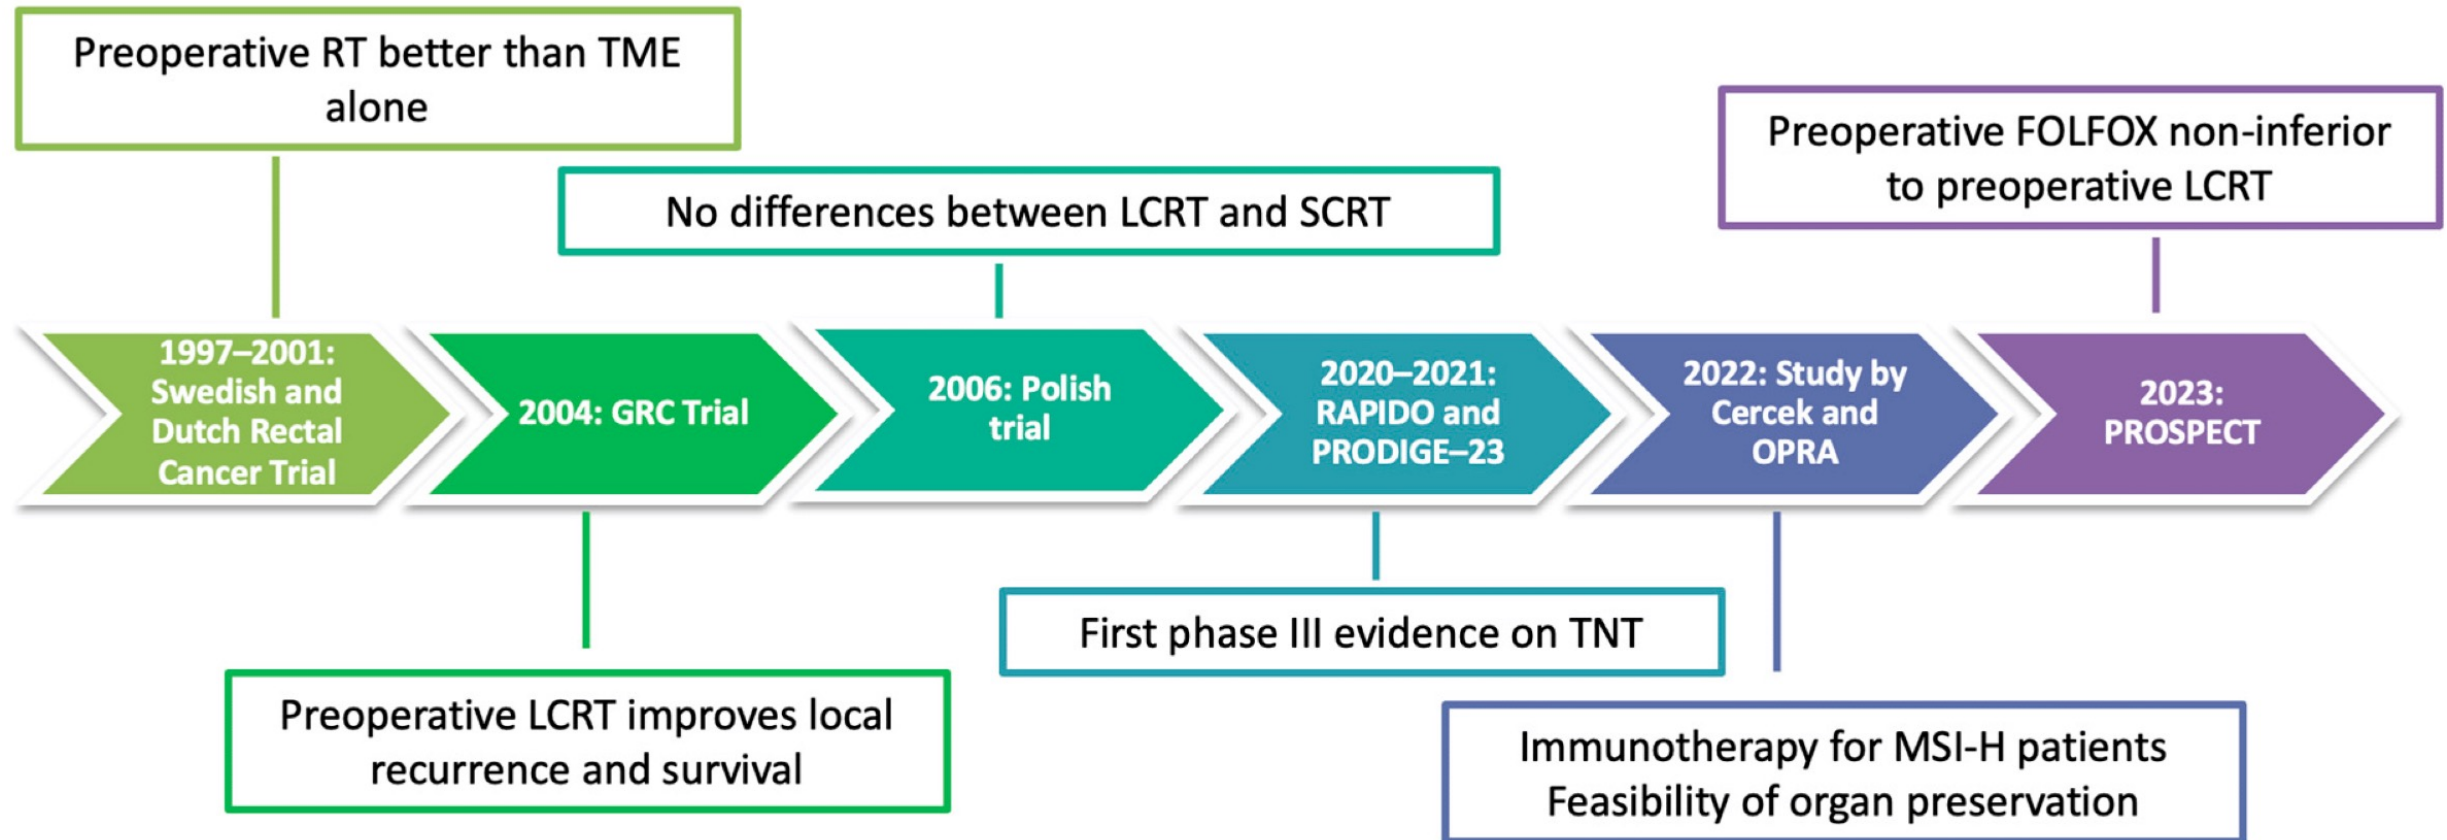 Preoperative RT better than TME
alone
No differences between LCRT and SCRT
Preoperative FOLFOX non-inferior
to preoperative LCRT
1997–2001:
Swedish and
Dutch Rectal
Cancer Trial
2004: GRC Trial
2006: Polish
trial
2020–2021:
RAPIDO and
PRODIGE–23
2022: Study by
Cercek and
OPRA
2023:
PROSPECT
First phase III evidence on TNT
Preoperative LCRT improves local
recurrence and survival
Immunotherapy for MSI-H patients
Feasibility of organ preservation